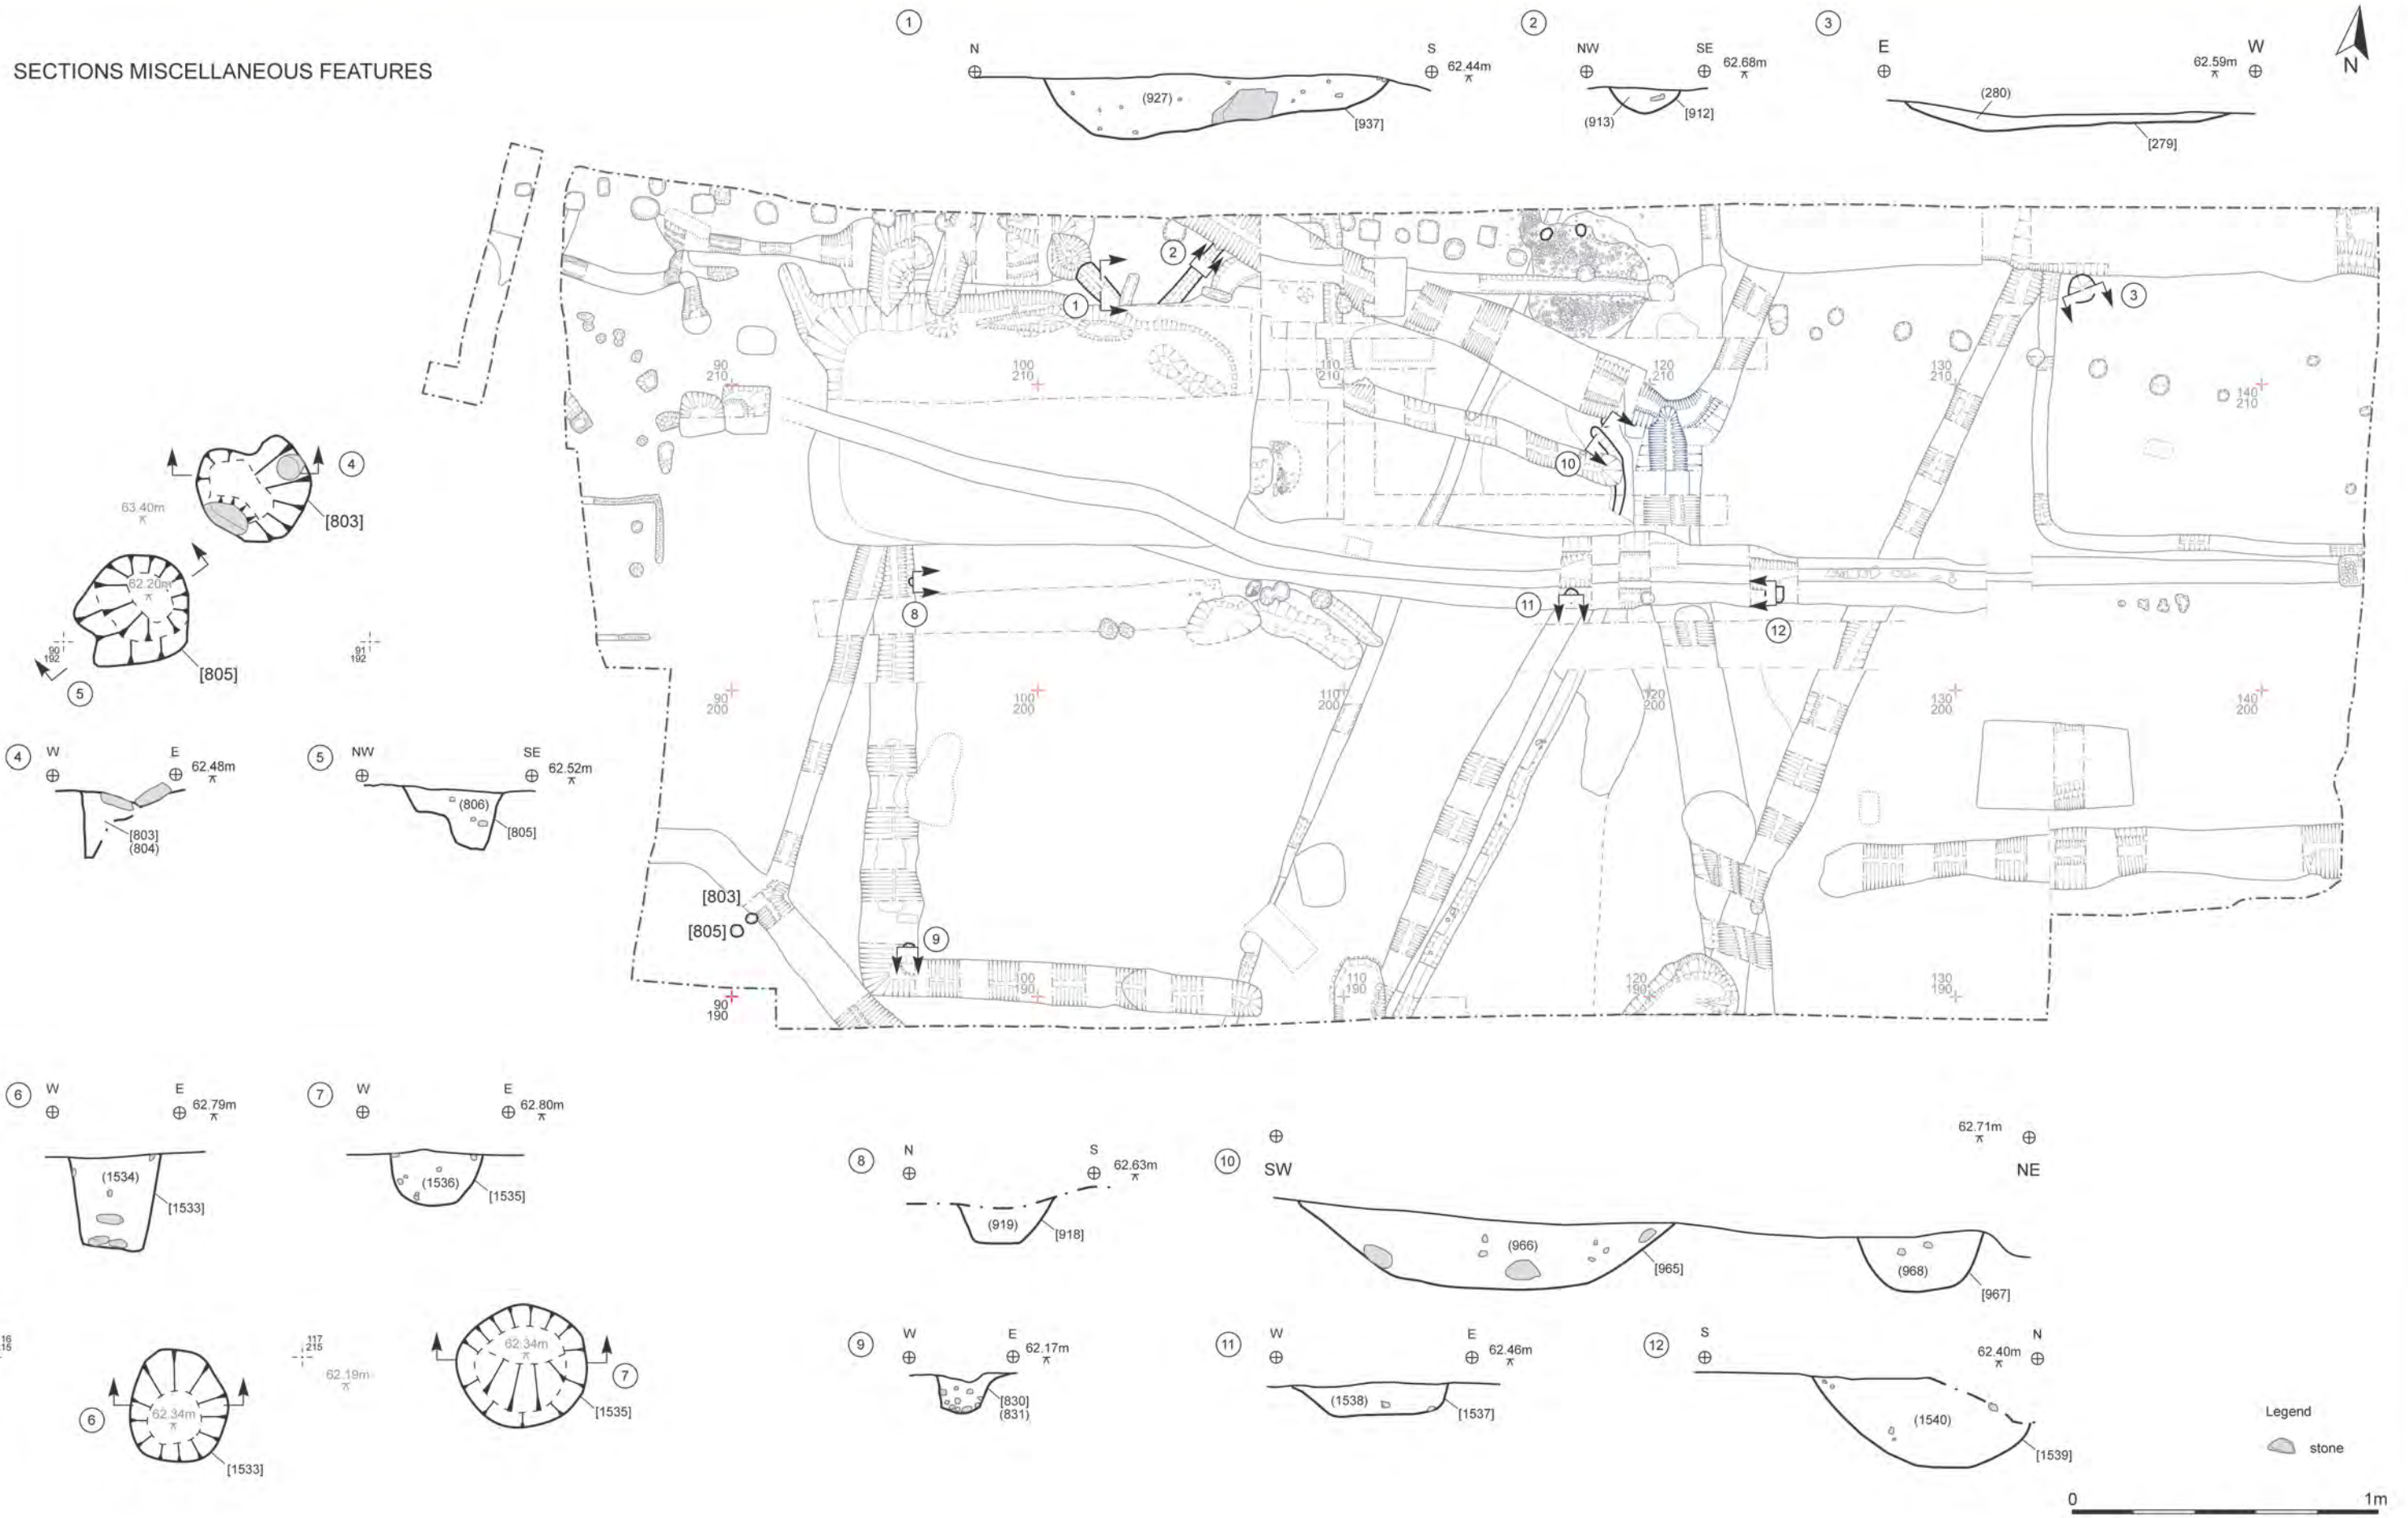 SECTIONS MISCELLANEOUS FEATURES
1
N
S
62.44m
(927)
[937]
2
NW
SE
62.68m
(913)
[912]
3
E
W
62.59m
(280)
[279]
N
1
2
3
90
210
100
210
110
210
120
210
130
210
140
210
4
63.40m
[803]
62.20m
90
192
91
192
[805]
5
10
8
11
12
90
200
100
200
110
200
120
200
130
200
140
200
4
W
E
62.48m
[803]
(804)
5
NW
SE
62.52m
(806)
[805]
[803]
[805]
9
90
190
100
190
110
190
120
190
130
190
6
W
E
62.79m
(1534)
[1533]
7
W
E
62.80m
(1536)
[1535]
8
N
S
62.63m
(919)
[918]
10
SW
62.71m
NE
(966)
[965]
(968)
[967]
16
15
117
215
62.19m
6
62.34m
[1533]
62.34m
7
[1535]
9
W
E
62.17m
[830]
(831)
11
W
E
62.46m
(1538)
[1537]
12
S
N
62.40m
(1540)
[1539]
Legend
stone
0
1m